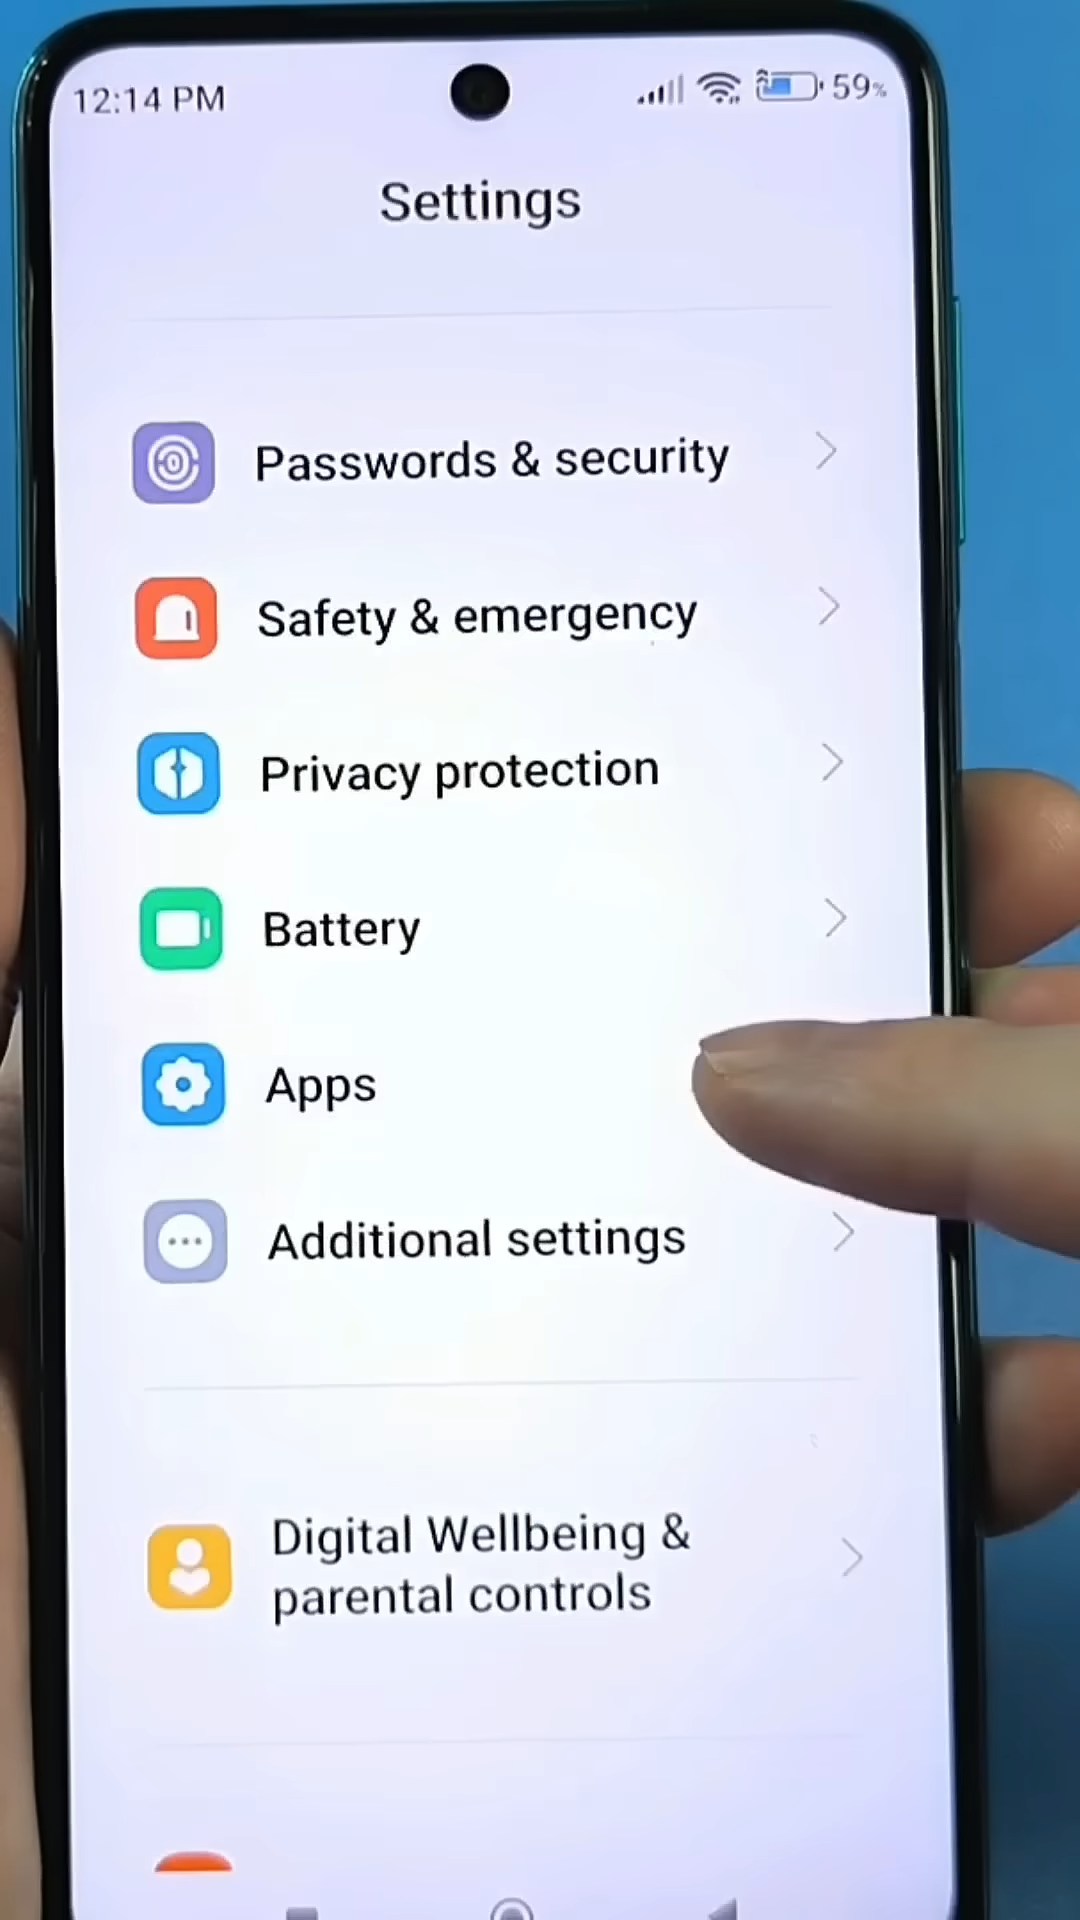 12:14 PM
59%
Settings
Passwords & security
Safety & emergency
Privacy protection
Battery
Apps
Additional settings
Digital Wellbeing &
parental controls